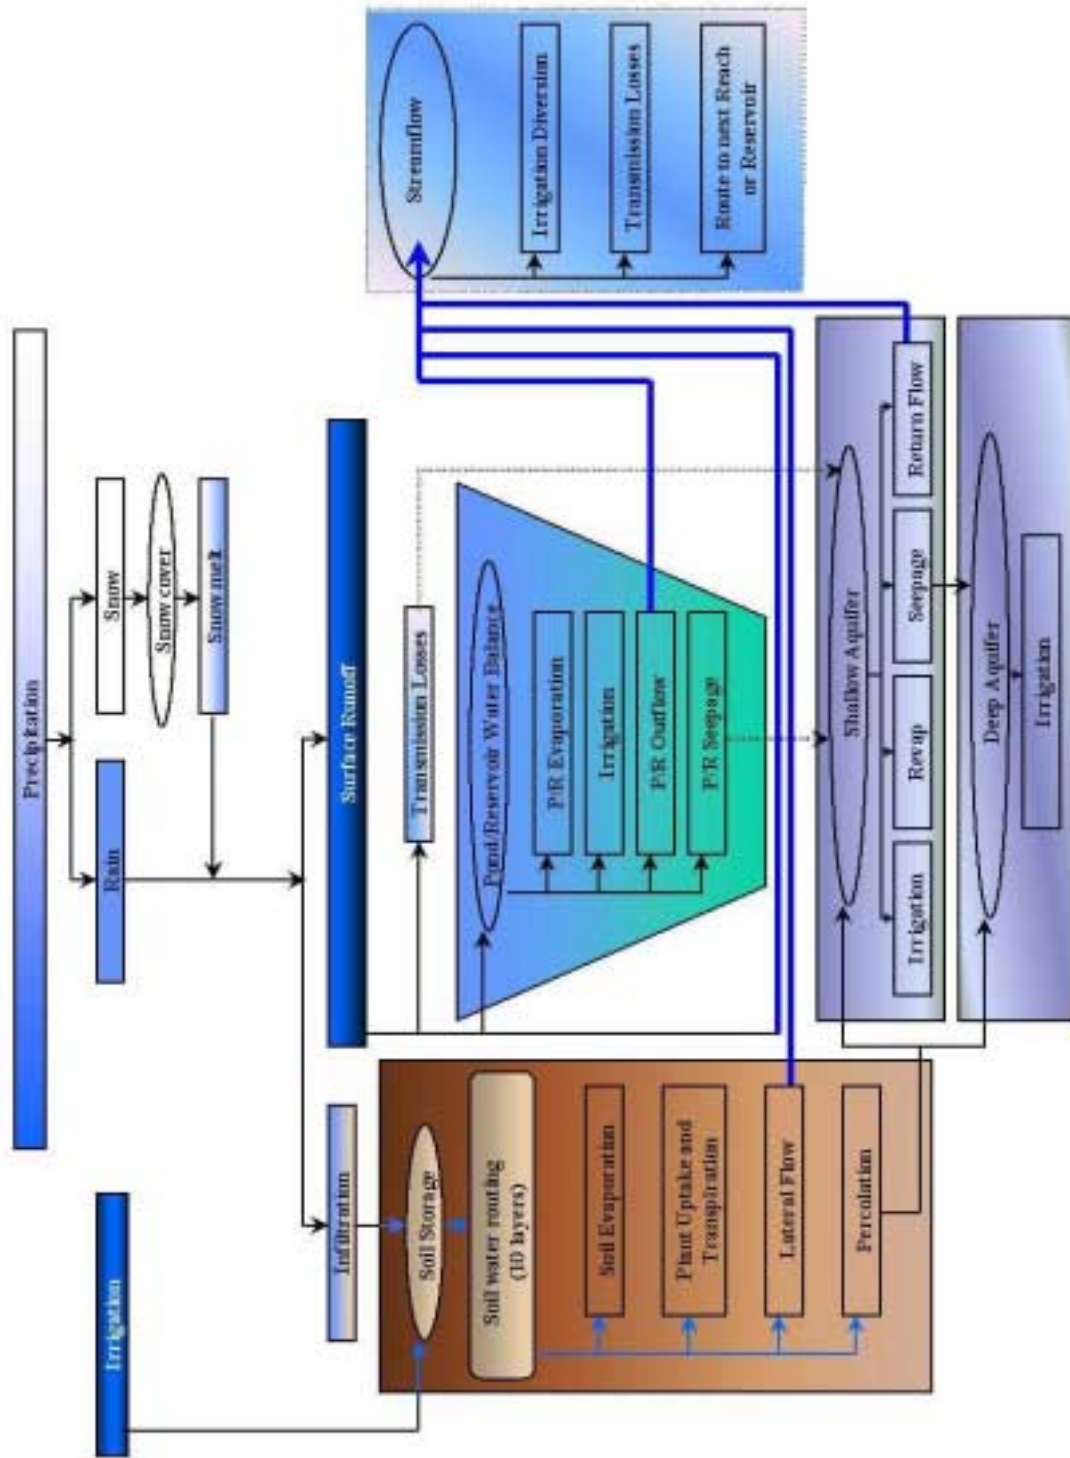 Precipitation
Irrigation
Rain
Snow
Snow cover
Snow melt
Infiltration
Surface Runoff
Soil Storage
Soil water routing
(10 layers)
Soil Evaporation
Plant Uptake and
Transpiration
Lateral Flow
Percolation
Transmission Losses
Pond/Reservoir Water Balance
P/R Evaporation
Irrigation
P/R Outflow
P/R Seepage
Streamflow
Irrigation Diversion
Transmission Losses
Route to next Reach
or Reservoir
Shallow Aquifer
Irrigation
Revap
Seepage
Return Flow
Deep Aquifer
Irrigation